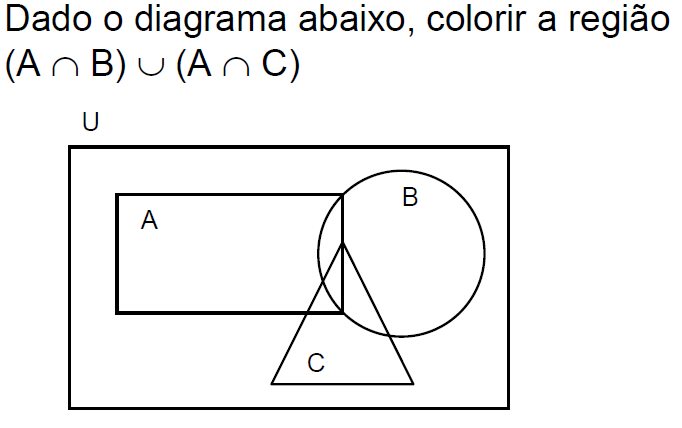 Dado o diagrama abaixo, colorir a região
(A ∩ B) ∪ (A ∩ C)
U
B
A
C